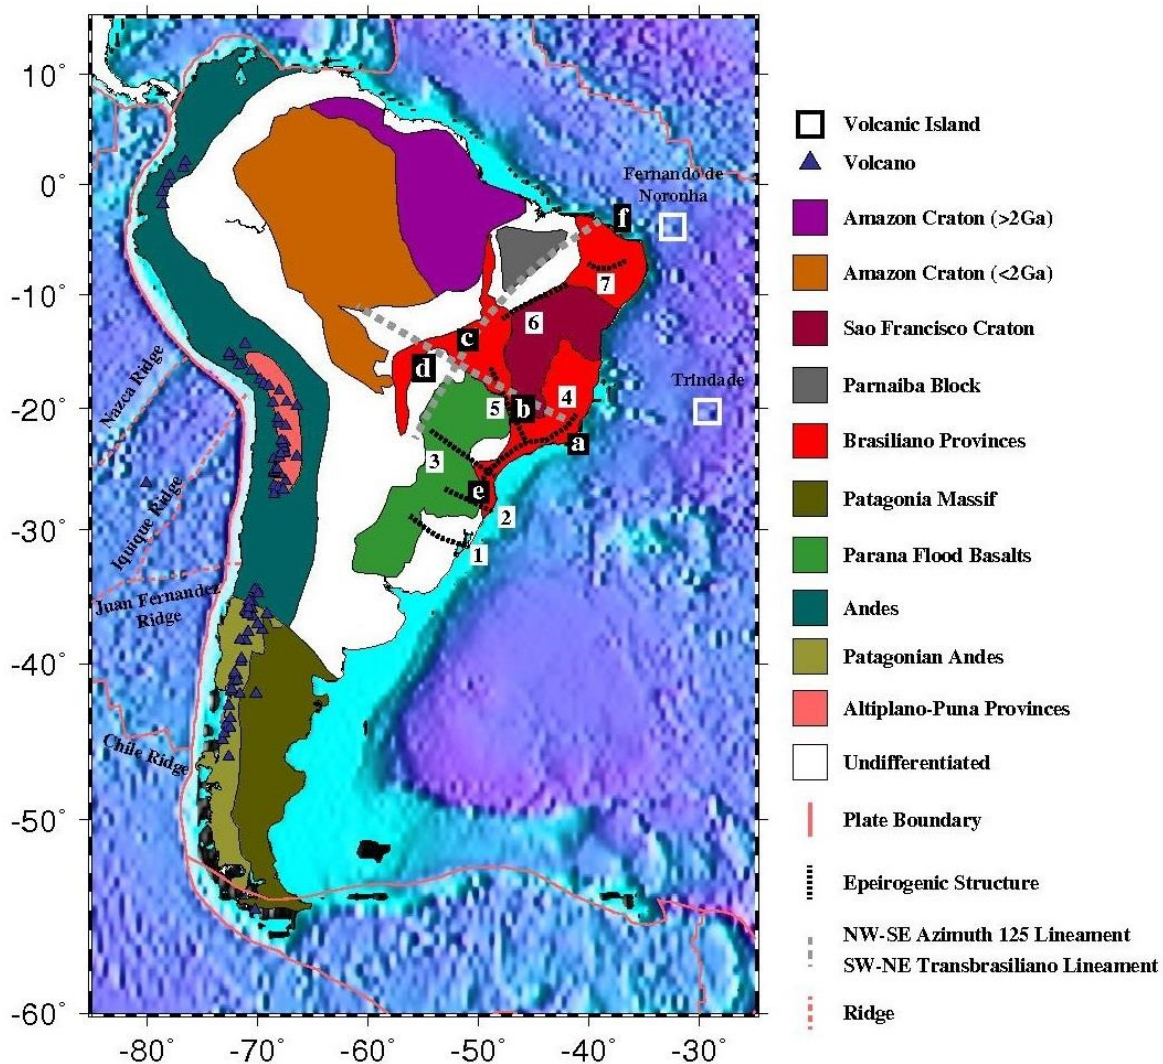 10°
0°
-10°
-20°
-30°
-40°
-50°
-60°
-80°
-70°
-60°
-50°
-40°
-30°
Fernando de
Noronha
Trindade
Nazca Ridge
Iquique Ridge
Juan Fernandez
Ridge
Chile Ridge
f
7
6
c
d
4
5
b
a
3
e
2
1
Volcanic Island
Volcano
Amazon Craton (>2Ga)
Amazon Craton (<2Ga)
Sao Francisco Craton
Parnaiba Block
Brasiliano Provinces
Patagonia Massif
Parana Flood Basalts
Andes
Patagonian Andes
Altiplano-Puna Provinces
Undifferentiated
Plate Boundary
Epeirogenic Structure
NW-SE Azimuth 125 Lineament
SW-NE Transbrasiliano Lineament
Ridge